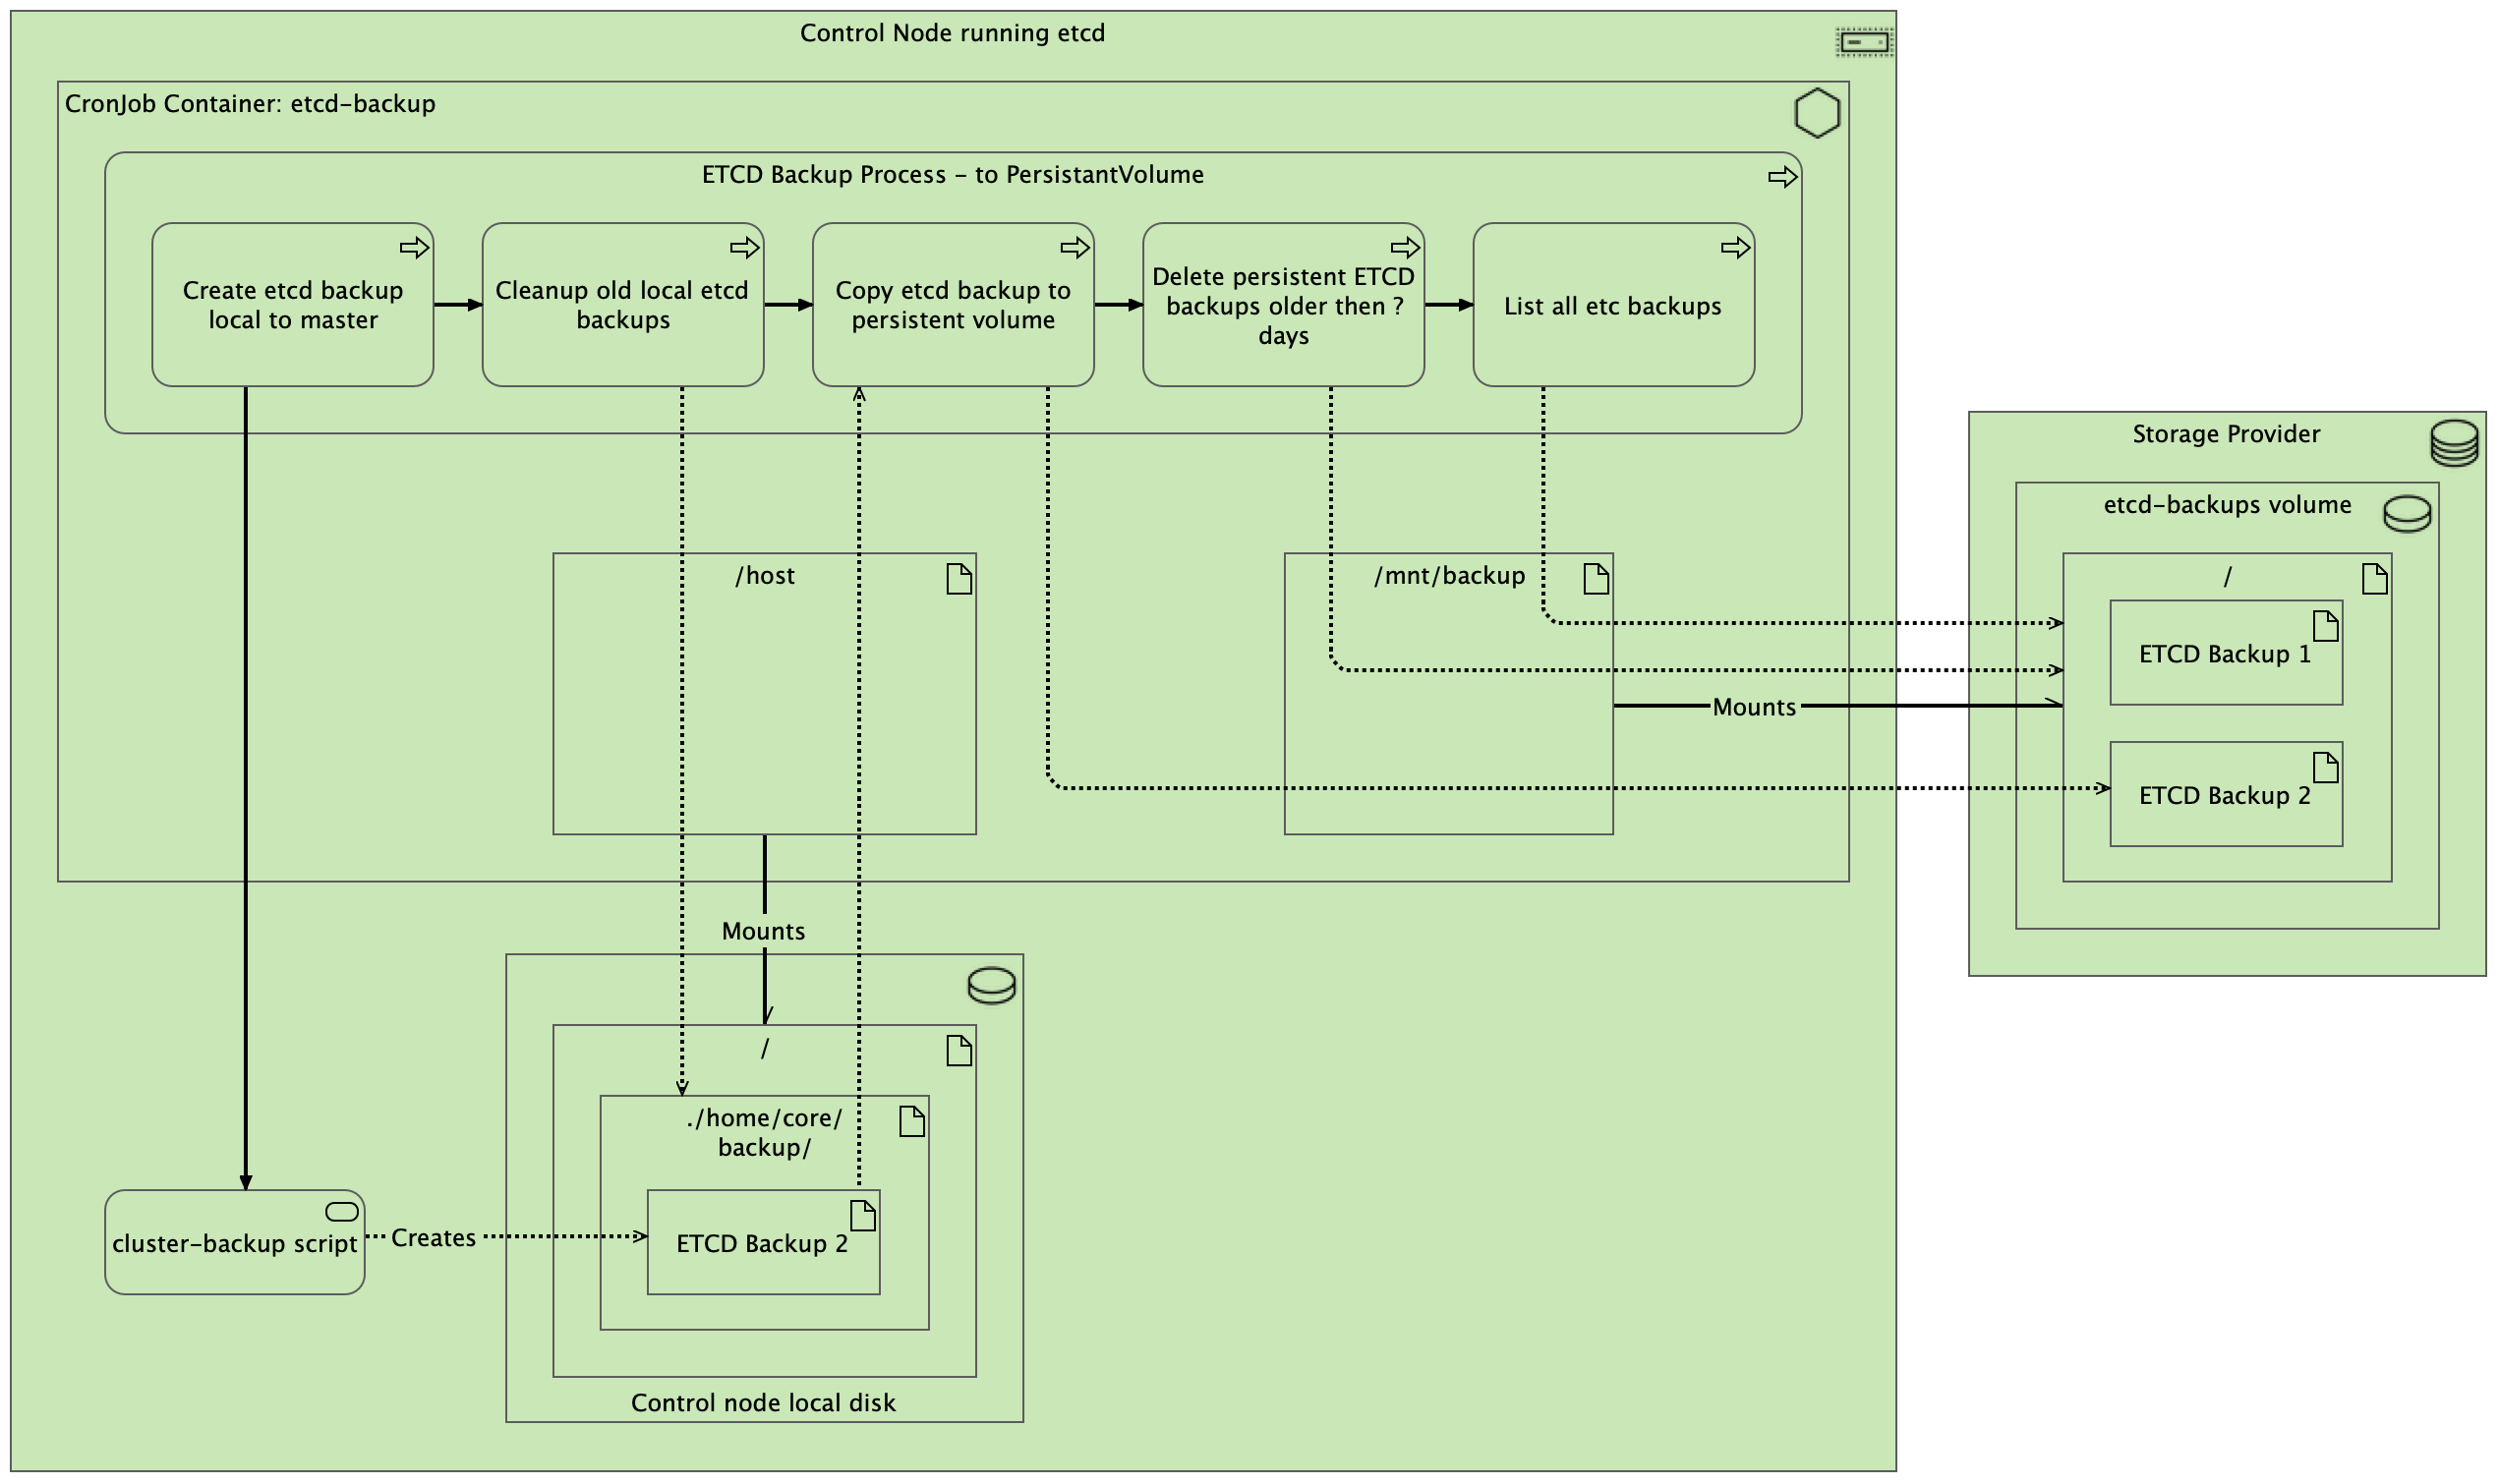 Control Node running etcd
CronJob Container: etcd-backup
ETCD Backup Process - to PersistantVolume
Create etcd backup
local to master
Cleanup old local etcd
backups
Copy etcd backup to
persistent volume
Delete persistent ETCD
backups older then ?
days
List all etc backups
/host
/mnt/backup
Mounts
Mounts
Storage Provider
etcd-backups volume
/
ETCD Backup 1
ETCD Backup 2
/
./home/core/
backup/
ETCD Backup 2
cluster-backup script
Creates
Control node local disk